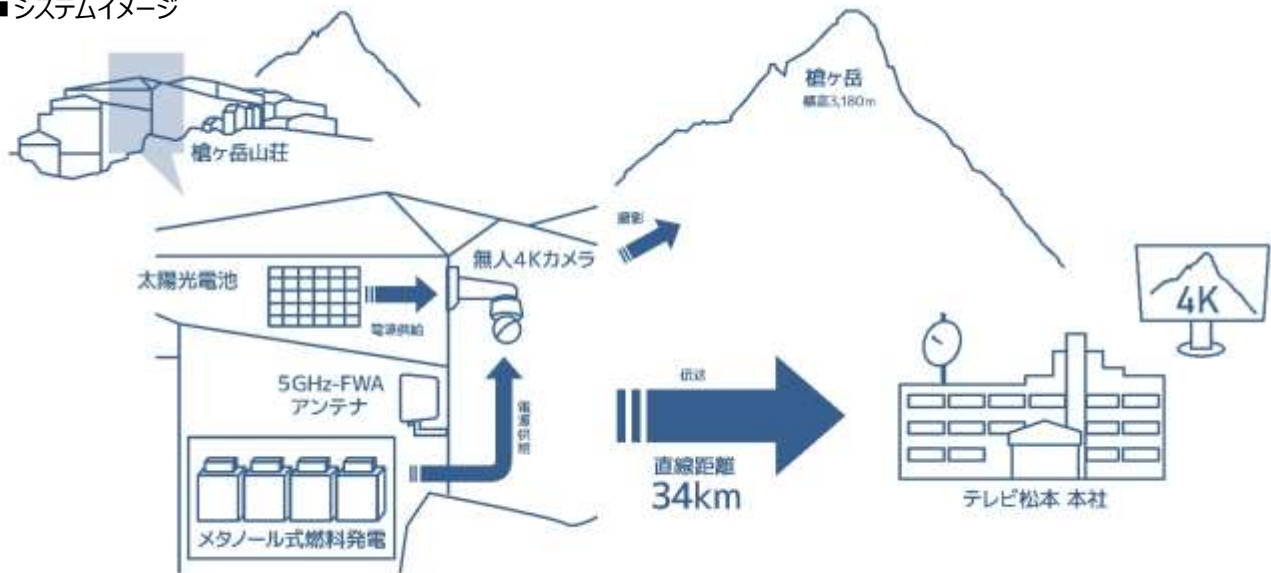 ■システムイメージ
槍ヶ岳
標高3,180m
槍ヶ岳山荘
撮影
無人4Kカメラ
太陽光電池
電源供給
4K
5GHz-FWA
アンテナ
電源供給
伝送
直線距離
34km
メタノール式燃料発電
テレビ松本 本社